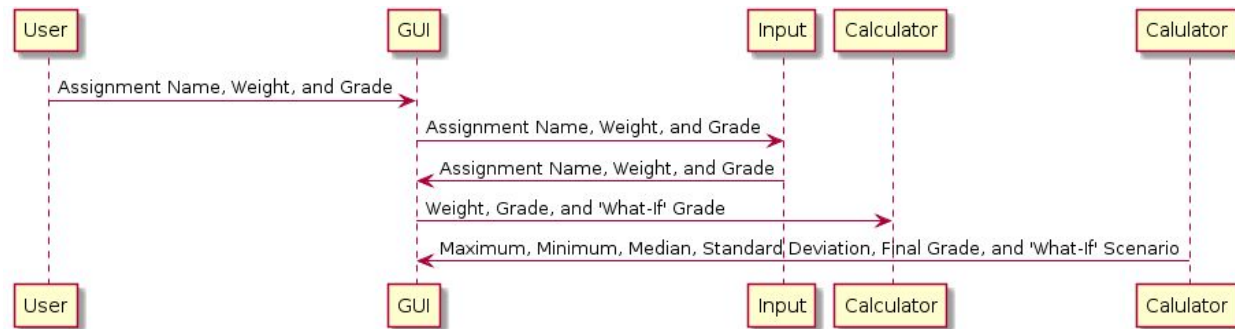 User GUI Input Calculator Calulator
Assignment Name, Weight, and Grade
Assignment Name, Weight, and Grade
Assignment Name, Weight, and Grade
Weight, Grade, and 'What-If' Grade
Maximum, Minimum, Median, Standard Deviation, Final Grade, and 'What-If' Scenario
User GUI Input Calculator Calulator